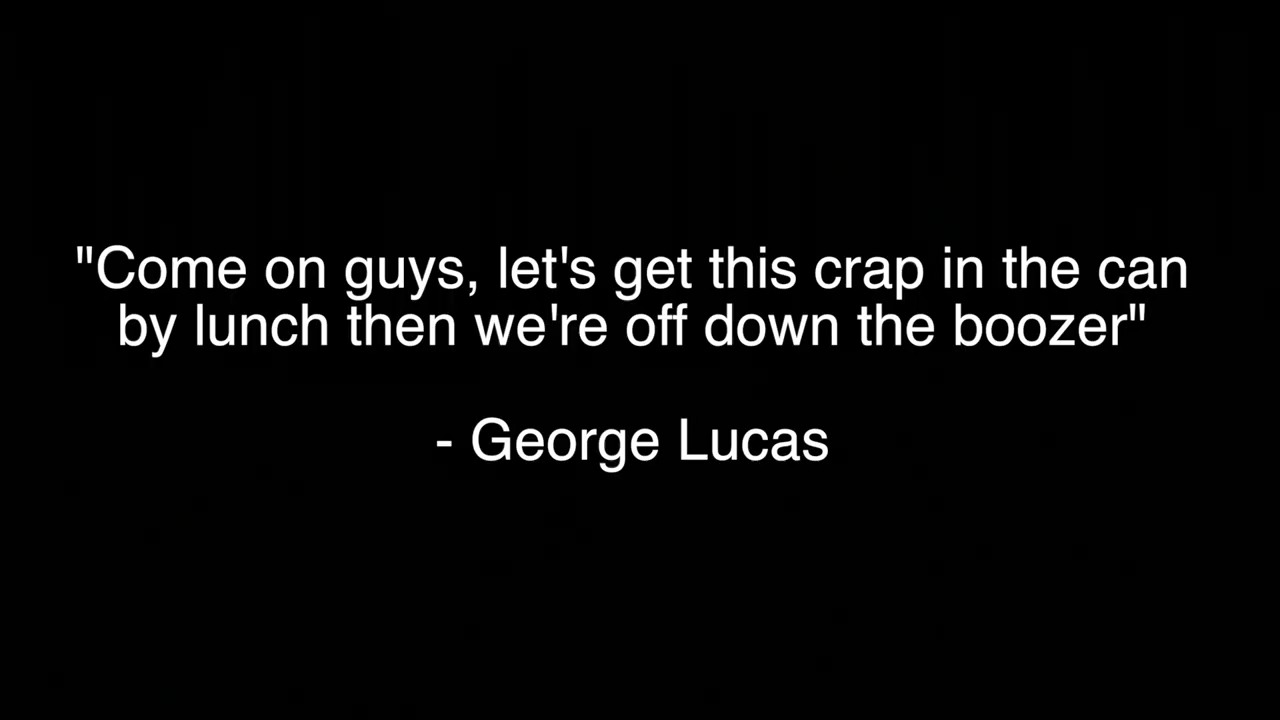 "Come on guys, let's get this crap in the can
by lunch then we're off down the boozer"
- George Lucas